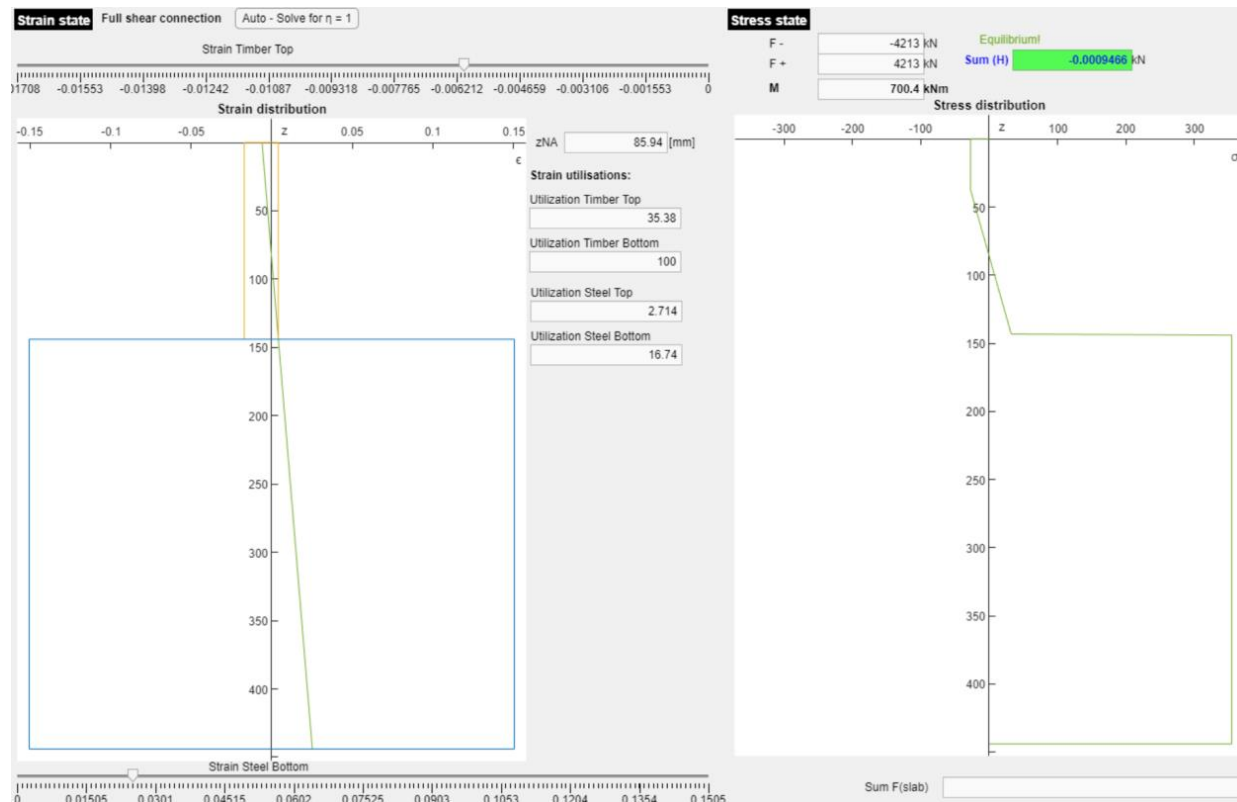 Strain state Full shear connection Auto - Solve for η = 1
Strain Timber Top
01708 -0.01553 -0.01398 -0.01242 -0.01087 -0.009318 -0.007765 -0.006212 -0.004659 -0.003106 -0.001553 0
Strain distribution
-0.15 -0.1 -0.05 z 0.05 0.1 0.15
ε
50
100
150
200
250
300
350
400
zNA 85.94 [mm]
Strain utilisations:
Utilization Timber Top
35.38
Utilization Timber Bottom
100
Utilization Steel Top
2.714
Utilization Steel Bottom
16.74
Strain Steel Bottom
0 0.01505 0.0301 0.04515 0.0602 0.07525 0.0903 0.1053 0.1204 0.1354 0.1505
Stress state
F - -4213 kN
F + 4213 kN
M 700.4 kNm
Equilibrium!
Sum (H) -0.0009466 kN
Stress distribution
-300 -200 -100 z 100 200 300
σ
50
100
150
200
250
300
350
400
Sum F(slab)